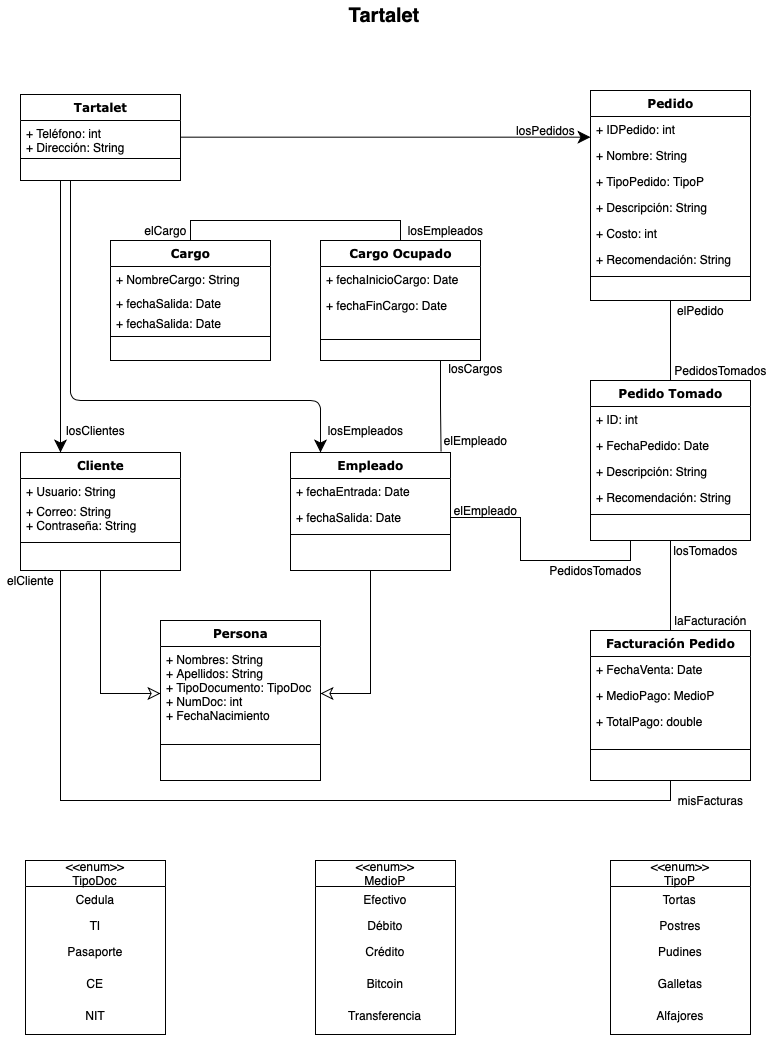 Tartalet
Tartalet
+ Teléfono: int
+ Dirección: String
losPedidos
Pedido
+ IDPedido: int
+ Nombre: String
+ TipoPedido: TipoP
+ Descripción: String
+ Costo: int
+ Recomendación: String
elCargo
losEmpleados
Cargo
+ NombreCargo: String
+ fechaSalida: Date
+ fechaSalida: Date
Cargo Ocupado
+ fechaInicioCargo: Date
+ fechaFinCargo: Date
elPedido
losCargos
PedidosTomados
Pedido Tomado
+ ID: int
+ FechaPedido: Date
+ Descripción: String
+ Recomendación: String
losClientes
losEmpleados
elEmpleado
Cliente
+ Usuario: String
+ Correo: String
+ Contraseña: String
Empleado
+ fechaEntrada: Date
+ fechaSalida: Date
elEmpleado
PedidosTomados
losTomados
elCliente
laFacturación
Persona
+ Nombres: String
+ Apellidos: String
+ TipoDocumento: TipoDoc
+ NumDoc: int
+ FechaNacimiento
Facturación Pedido
+ FechaVenta: Date
+ MedioPago: MedioP
+ TotalPago: double
misFacturas
<<enum>>
TipoDoc
Cedula
TI
Pasaporte
CE
NIT
<<enum>>
MedioP
Efectivo
Débito
Crédito
Bitcoin
Transferencia
<<enum>>
TipoP
Tortas
Postres
Pudines
Galletas
Alfajores